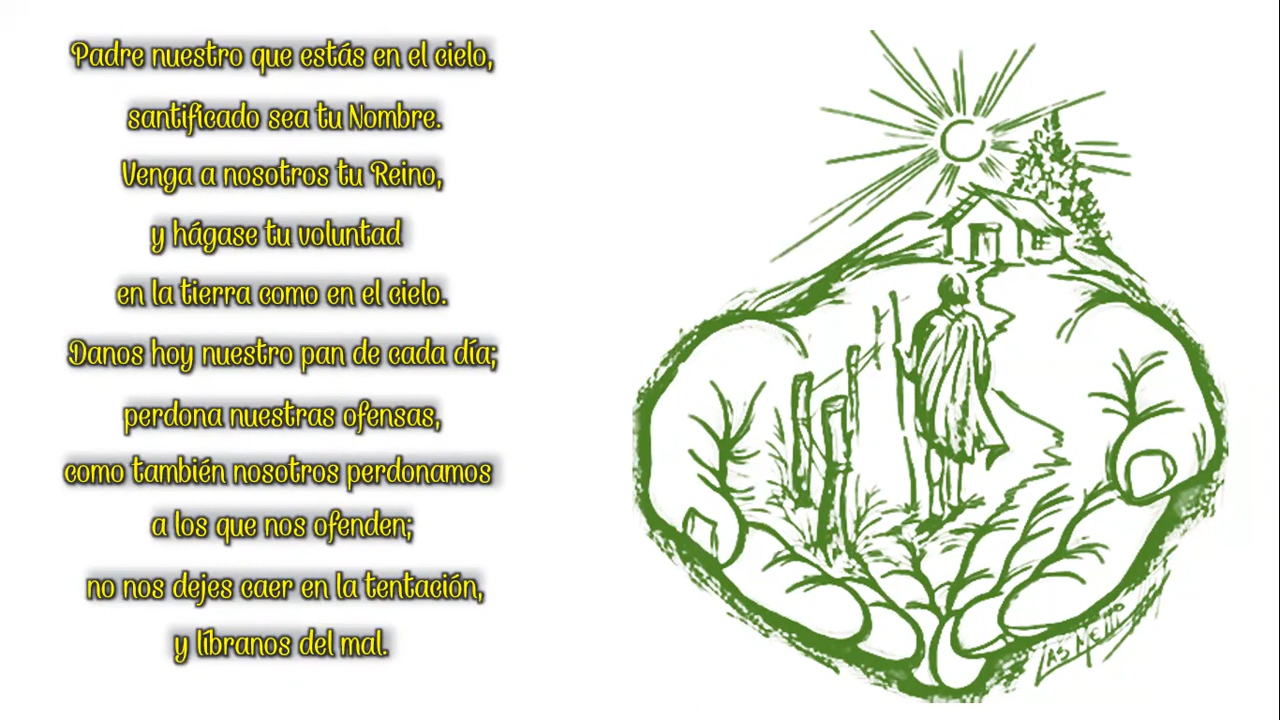 Padre nuestro que estás en el cielo,
santificado sea tu Nombre.
Venga a nosotros tu Reino,
y hágase tu voluntad
en la tierra como en el cielo.
Danos hoy nuestro pan de cada día;
perdona nuestras ofensas,
como también nosotros perdonamos
a los que nos ofenden;
no nos dejes caer en la tentación,
y líbranos del mal.